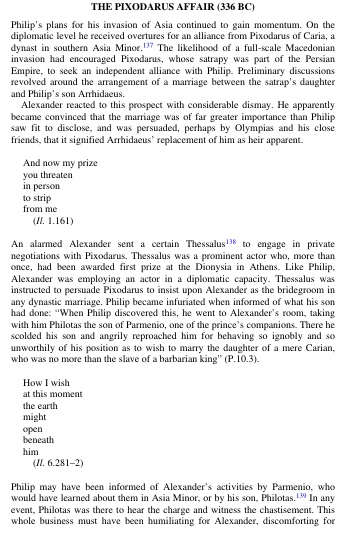 THE PIXODARUS AFFAIR (336 BC)
Philip's plans for his invasion of Asia continued to gain momentum. On the
diplomatic level he received overtures for an alliance from Pixodarus of Caria, a
dynast in southern Asia Minor.137 The likelihood of a full-scale Macedonian
invasion had encouraged Pixodarus, whose satrapy was part of the Persian
Empire, to seek an independent alliance with Philip. Preliminary discussions
revolved around the arrangement of a marriage between the satrap's daughter
and Philip's son Arrhidaeus.
Alexander reacted to this prospect with considerable dismay. He apparently
became convinced that the marriage was of far greater importance than Philip
saw fit to disclose, and was persuaded, perhaps by Olympias and his close
friends, that it signified Arrhidaeus' replacement of him as heir apparent.
And now my prize
you threaten
in person
to strip
from me
(Il. 1.161)
An alarmed Alexander sent a certain Thessalus138 to engage in private
negotiations with Pixodarus. Thessalus was a prominent actor who, more than
once, had been awarded first prize at the Dionysia in Athens. Like Philip,
Alexander was employing an actor in a diplomatic capacity. Thessalus was
instructed to persuade Pixodarus to insist upon Alexander as the bridegroom in
any dynastic marriage. Philip became infuriated when informed of what his son
had done: “When Philip discovered this, he went to Alexander's room, taking
with him Philotas the son of Parmenio, one of the prince's companions. There he
scolded his son and angrily reproached him for behaving so ignobly and so
unworthily of his position as to wish to marry the daughter of a mere Carian,
who was no more than the slave of a barbarian king” (P.10.3).
How I wish
at this moment
the earth
might
open
beneath
him
(Il. 6.281–2)
Philip may have been informed of Alexander's activities by Parmenio, who
would have learned about them in Asia Minor, or by his son, Philotas.139 In any
event, Philotas was there to hear the charge and witness the chastisement. This
whole business must have been humiliating for Alexander, discomforting for